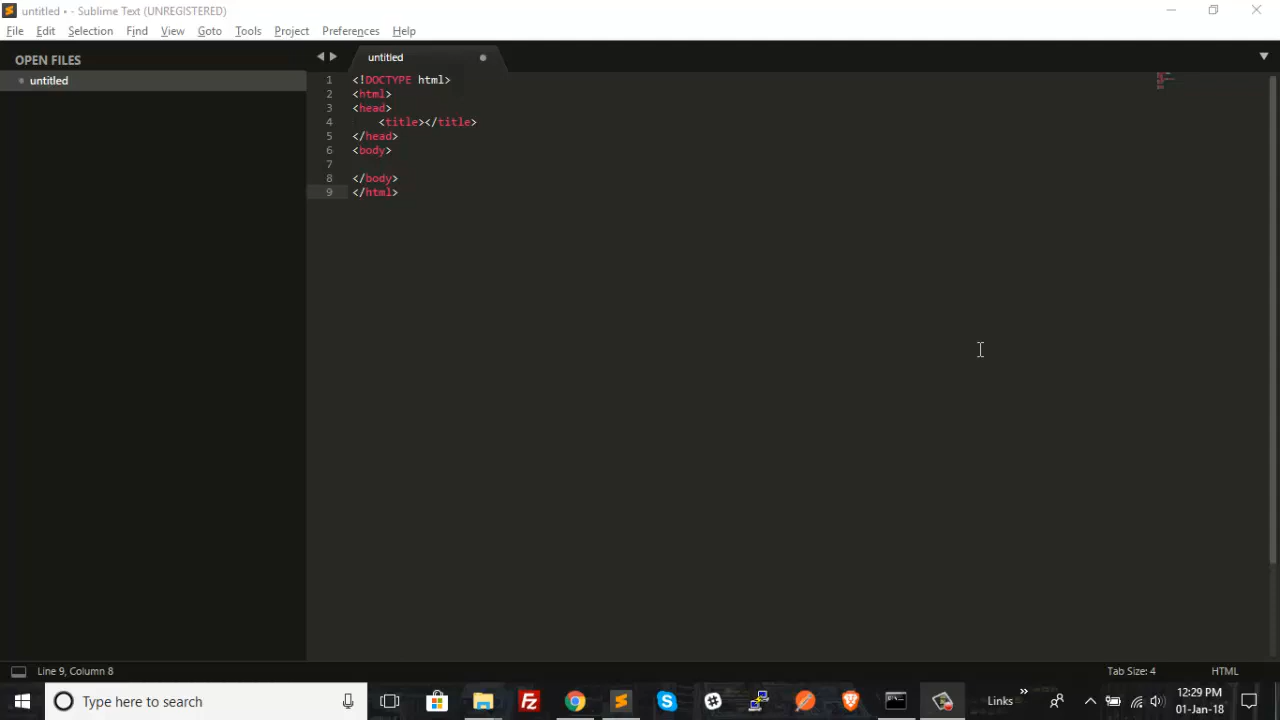 untitled • - Sublime Text (UNREGISTERED)
File Edit Selection Find View Goto Tools Project Preferences Help
OPEN FILES
untitled
untitled
1 <!DOCTYPE html>
2 <html>
3 <head>
4 <title></title>
5 </head>
6 <body>
7
8 </body>
9 </html>
Line 9, Column 8
Tab Size: 4
HTML
Type here to search
Links
12:29 PM
01-Jan-18